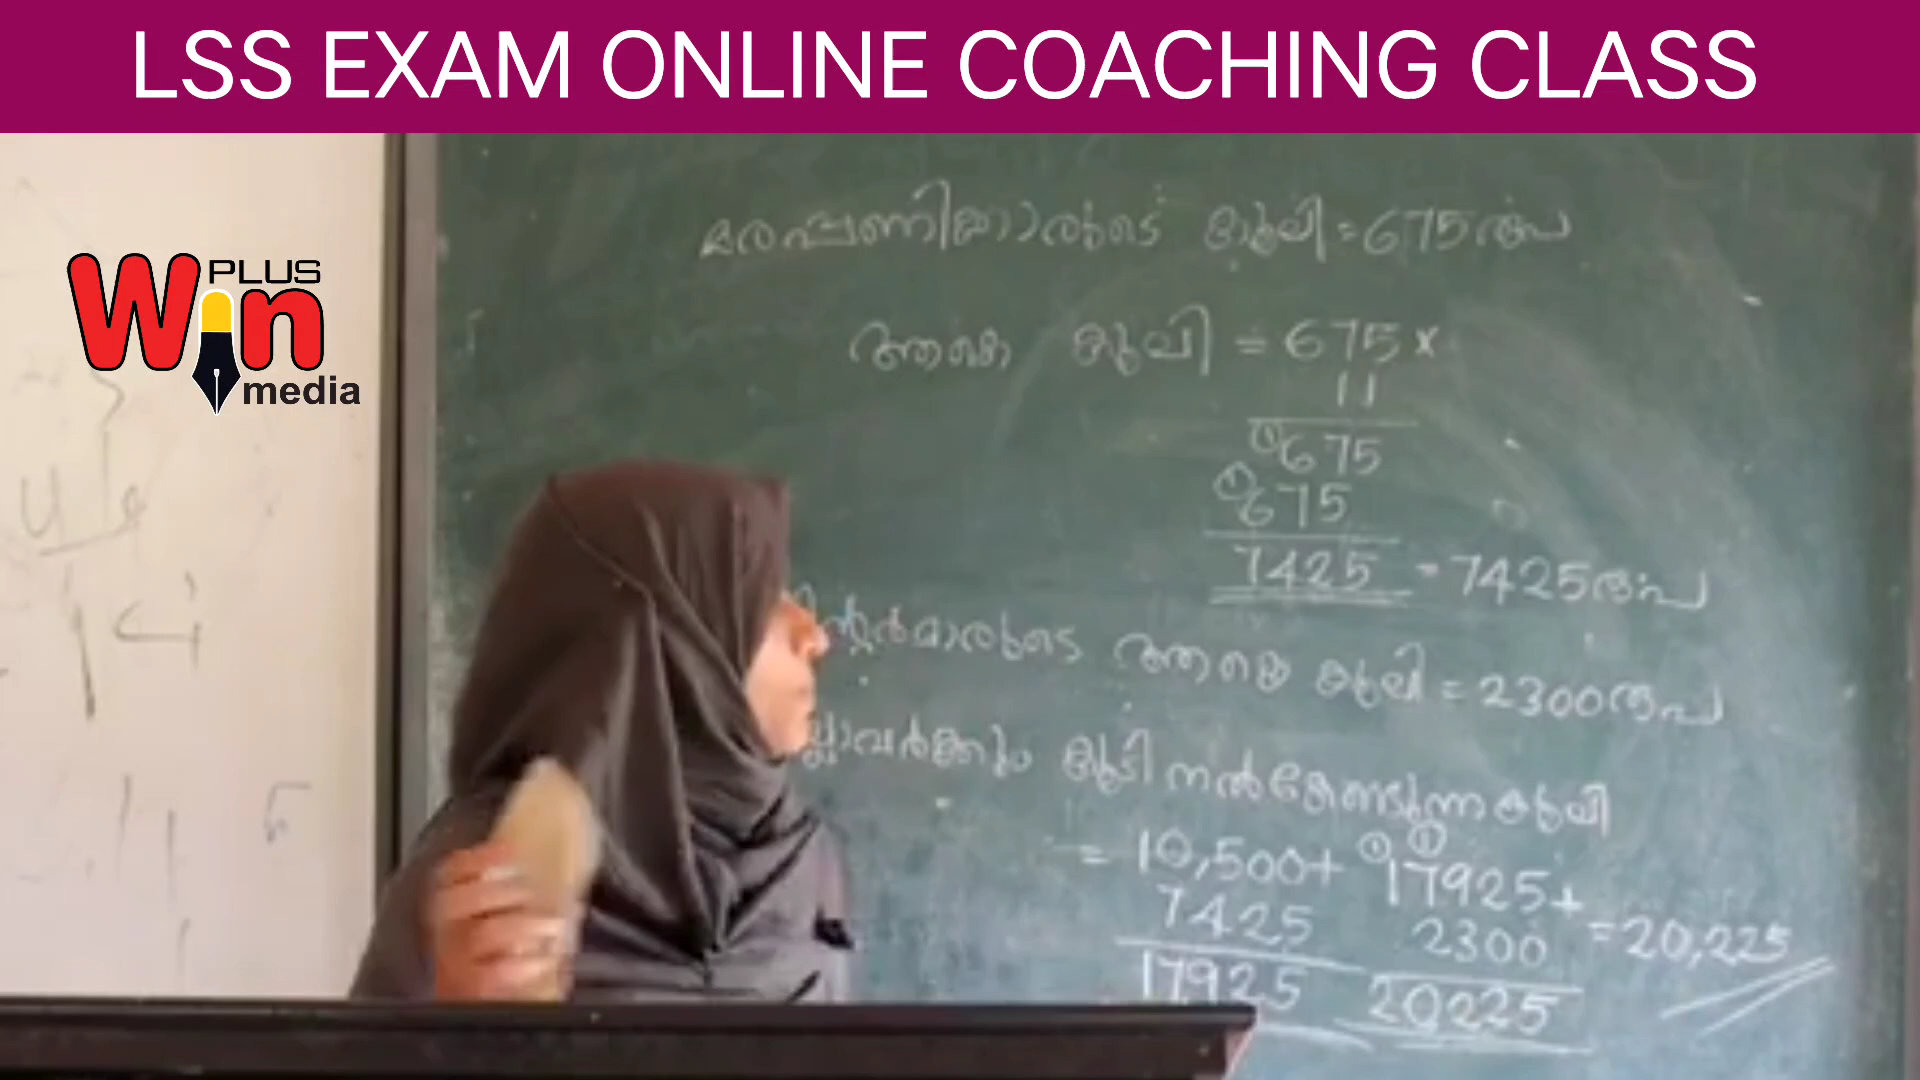 LSS EXAM ONLINE COACHING CLASS
PLUS
Win
media
മരപ്പണിക്കാരുടെ കൂലി = 675 രൂപ
ആകെ കൂലി = 675 ×
11
675
675
7425 = 7425 രൂപ
ആകെ കൂലി = 2300 രൂപ
കൂടി നൽകേണ്ടുന്ന കൂലി
= 10,500+ 17925+
7425 2300 = 20,225
17925 20225